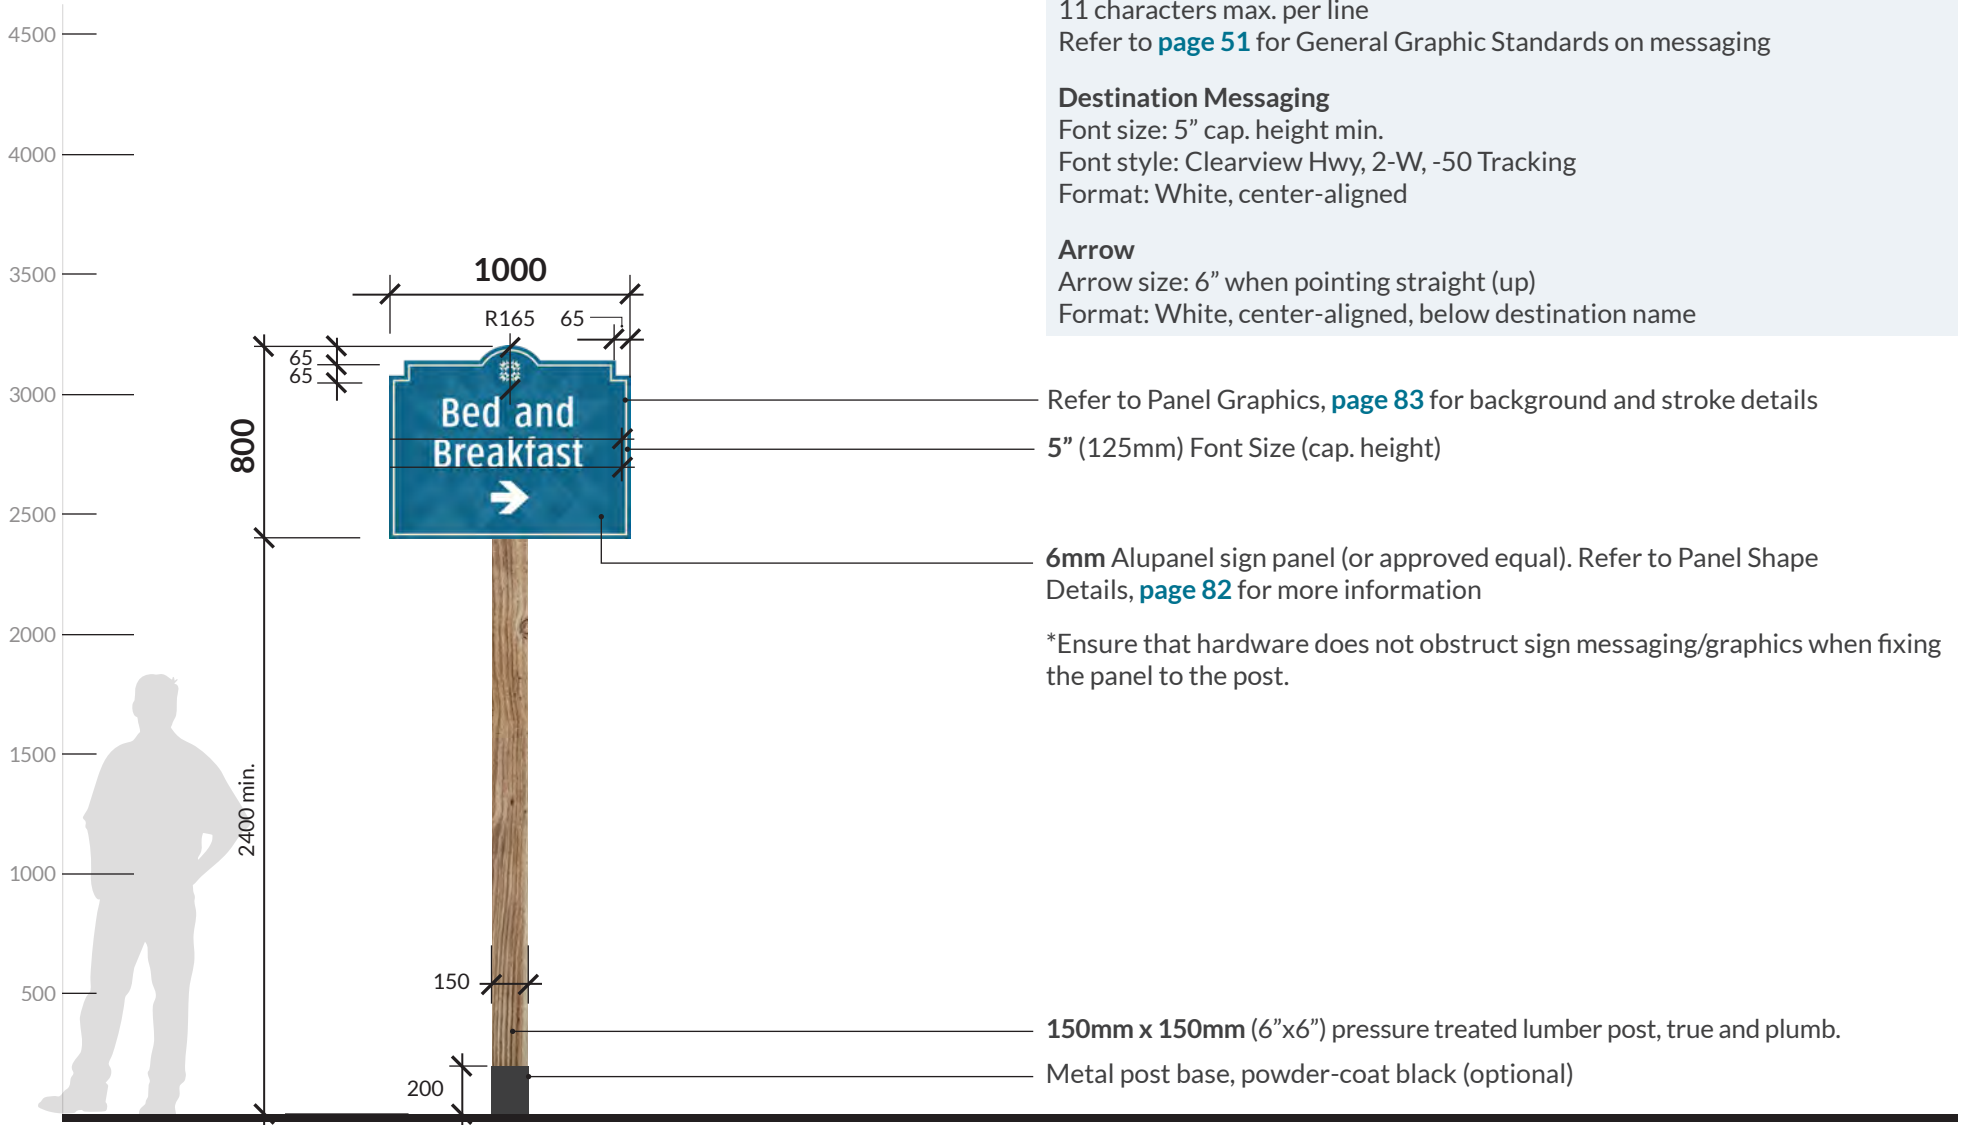 11 characters max. per line
Refer to page 51 for General Graphic Standards on messaging
Destination Messaging
Font size: 5” cap. height min.
Font style: Clearview Hwy, 2-W, -50 Tracking
Format: White, center-aligned
Arrow
Arrow size: 6” when pointing straight (up)
Format: White, center-aligned, below destination name
4500
4000
3500
3000
2500
2000
1500
1000
500
1000
R165
65
65
65
800
Bed and
Breakfast
2400 min.
150
200
Refer to Panel Graphics, page 83 for background and stroke details
5” (125mm) Font Size (cap. height)
6mm Alupanel sign panel (or approved equal). Refer to Panel Shape
Details, page 82 for more information
*Ensure that hardware does not obstruct sign messaging/graphics when fixing
the panel to the post.
150mm x 150mm (6”x6”) pressure treated lumber post, true and plumb.
Metal post base, powder-coat black (optional)